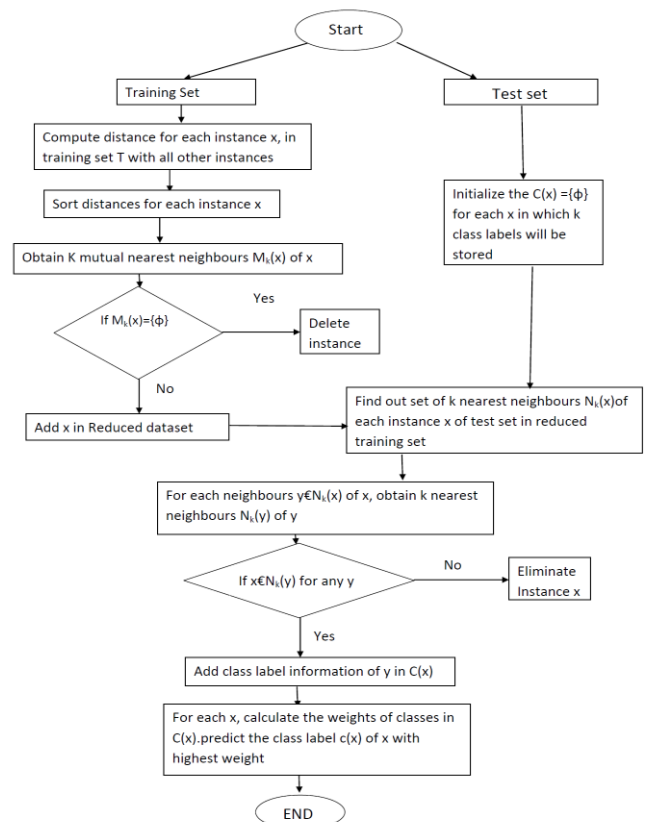 Start
Training Set
Test set
Compute distance for each instance x, in
training set T with all other instances
Sort distances for each instance x
Initialize the C(x) ={ϕ}
for each x in which k
class labels will be
stored
Obtain K mutual nearest neighbours Mₖ(x) of x
If Mₖ(x)={ϕ}
Yes
Delete
instance
No
Add x in Reduced dataset
Find out set of k nearest neighbours Nₖ(x)of
each instance x of test set in reduced
training set
For each neighbours y€Nₖ(x) of x, obtain k nearest
neighbours Nₖ(y) of y
If x€Nₖ(y) for any y
No
Eliminate
Instance x
Yes
Add class label information of y in C(x)
For each x, calculate the weights of classes in
C(x).predict the class label c(x) of x with
highest weight
END